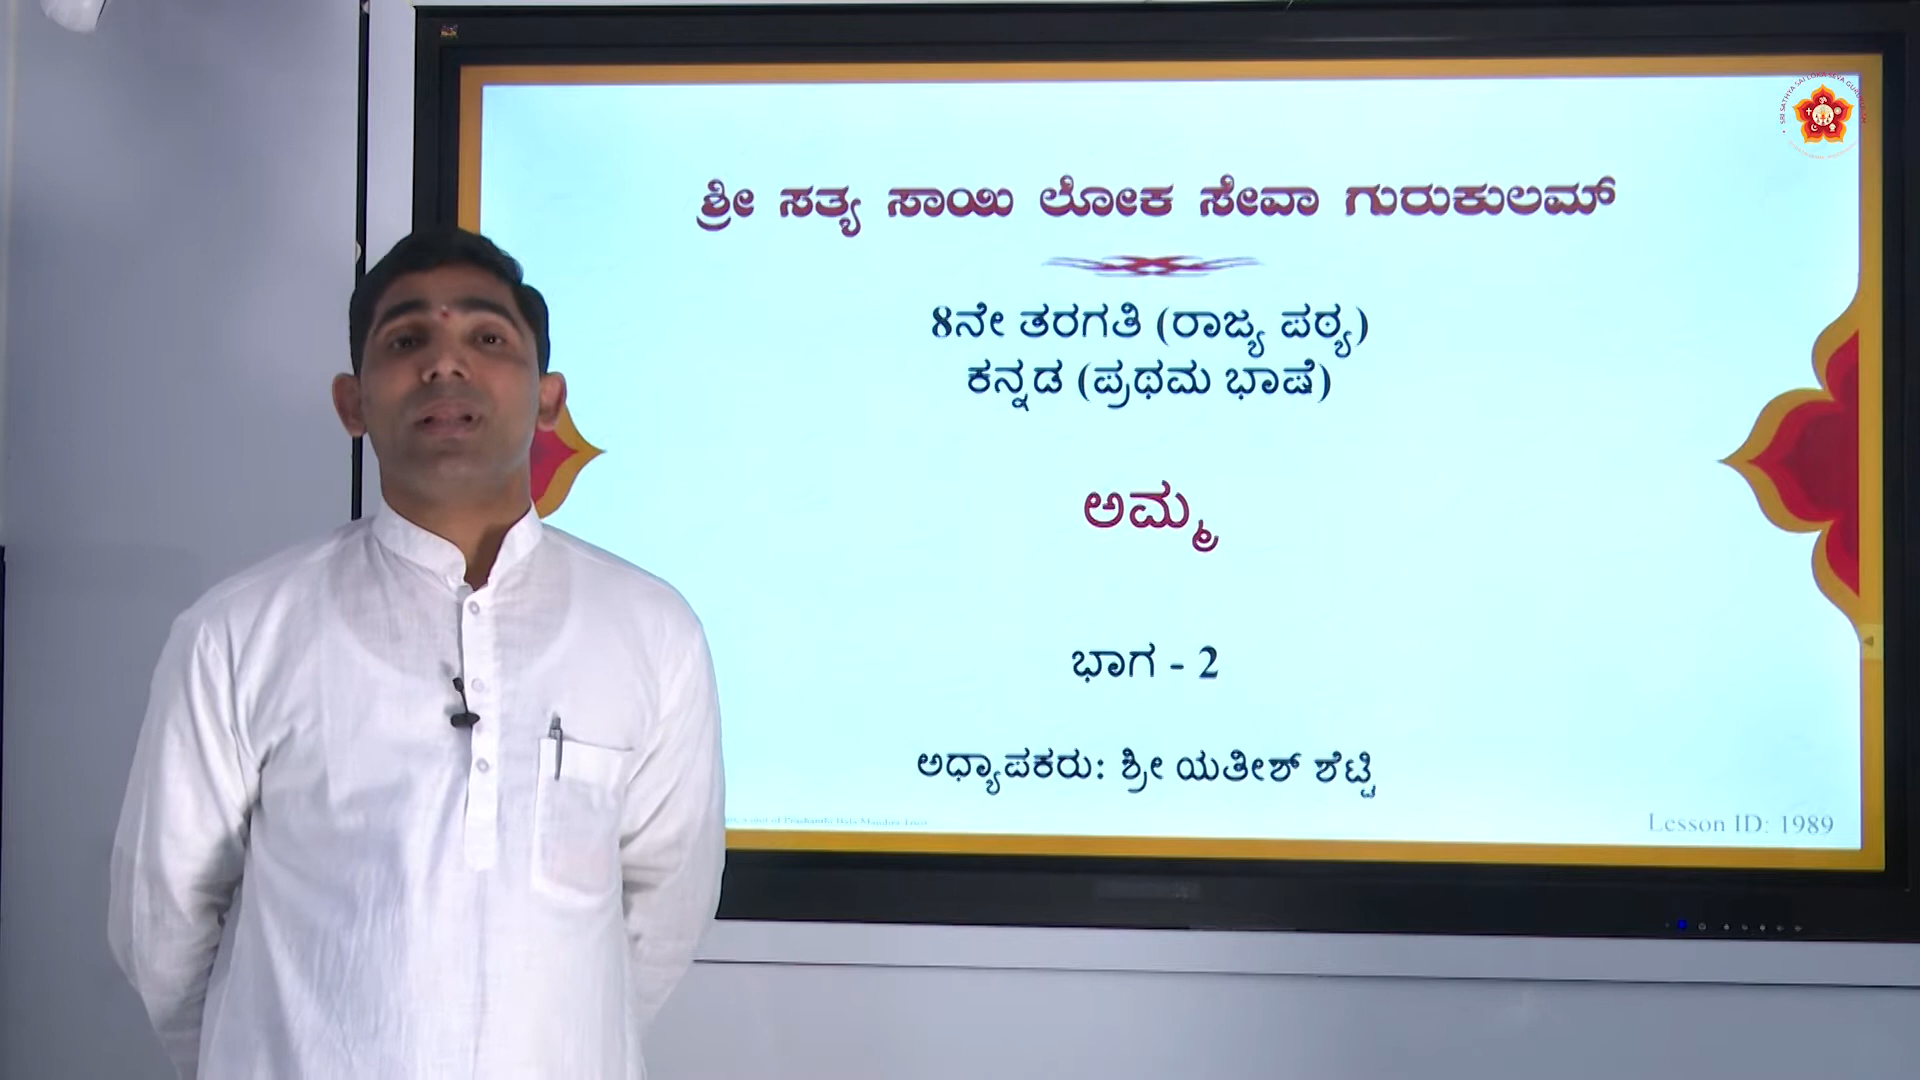 ಶ್ರೀ ಸತ್ಯ ಸಾಯಿ ಲೋಕ ಸೇವಾ ಗುರುಕುಲಮ್
8ನೇ ತರಗತಿ (ರಾಜ್ಯ ಪಠ್ಯ)
ಕನ್ನಡ (ಪ್ರಥಮ ಭಾಷೆ)
ಅಮ್ಮ
ಭಾಗ - 2
ಅಧ್ಯಾಪಕರು: ಶ್ರೀ ಯತೀಶ್ ಶೆಟ್ಟಿ
Lesson ID: 1989